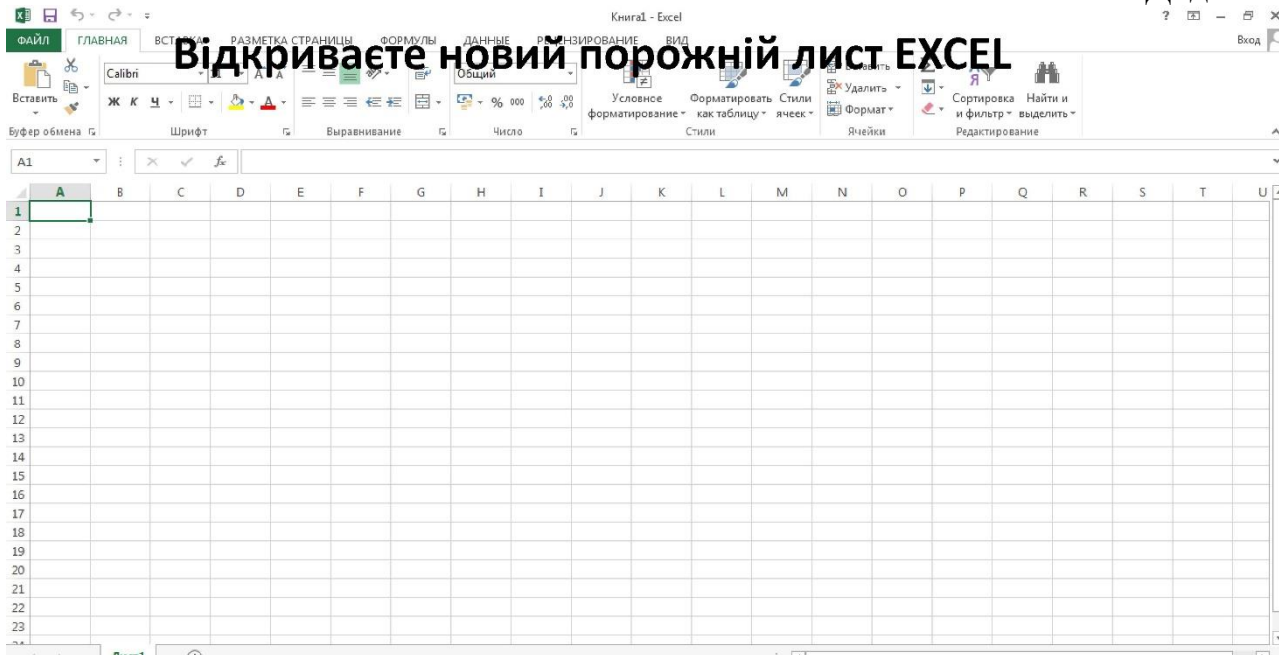 Книга1 - Excel
ФАЙЛ ГЛАВНАЯ РАЗМЕТКА СТРАНИЦЫ ФОРМУЛЫ ДАННЫЕ ВИД Вход
Відкриваєте новий порожній лист EXCEL
Calibri Общий
Вставить Условное Форматировать Стили Удалить Сортировка Найти и
форматирование как таблицу ячеек Формат и фильтр выделить
Ж К Ч % 000
Буфер обмена Шрифт Выравнивание Число Стили Ячейки Редактирование
A1 fx
A B C D E F G H I J K L M N O P Q R S T U
1
2
3
4
5
6
7
8
9
10
11
12
13
14
15
16
17
18
19
20
21
22
23